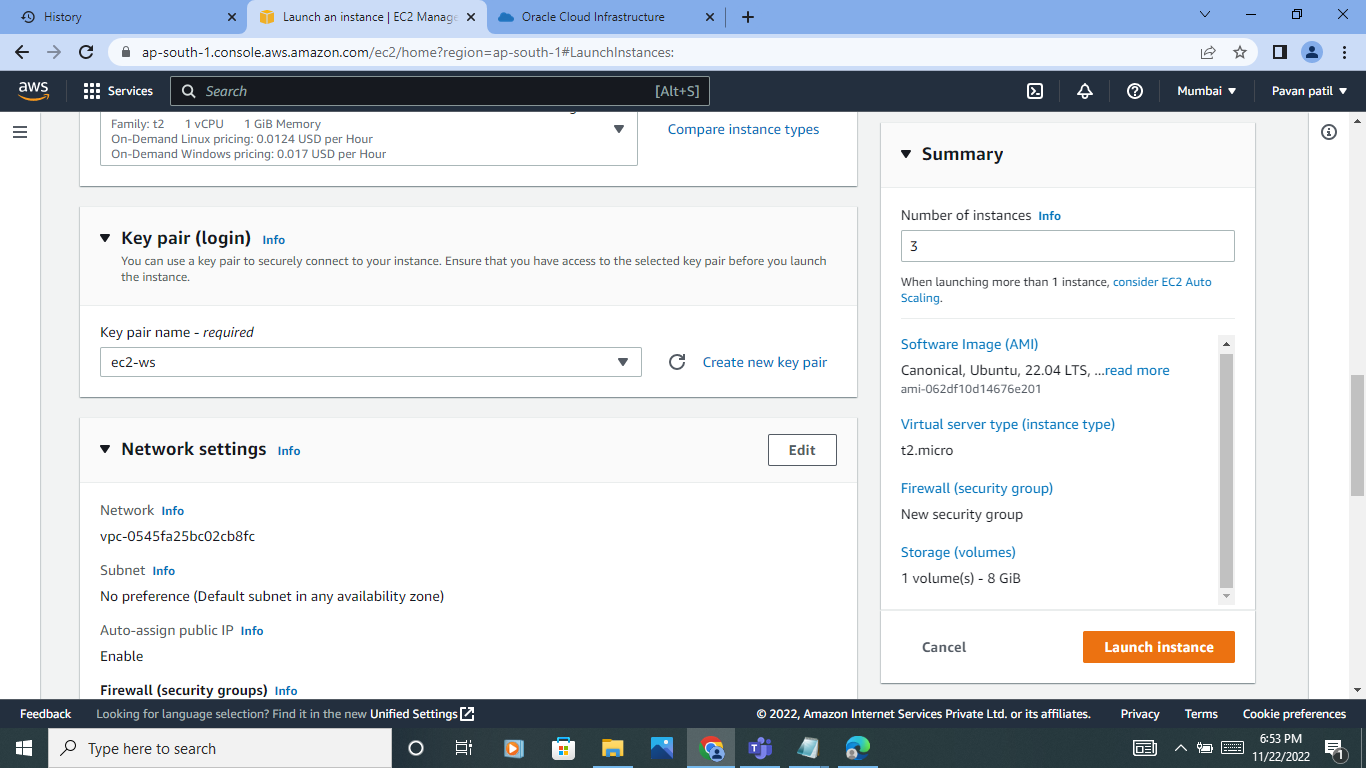 History
Launch an instance | EC2 Manage
Oracle Cloud Infrastructure
ap-south-1.console.aws.amazon.com/ec2/home?region=ap-south-1#LaunchInstances:
aws
Services
Search
[Alt+S]
Mumbai
Pavan patil
Family: t2 1 vCPU 1 GiB Memory
On-Demand Linux pricing: 0.0124 USD per Hour
On-Demand Windows pricing: 0.017 USD per Hour
Compare instance types
Key pair (login) Info
You can use a key pair to securely connect to your instance. Ensure that you have access to the selected key pair before you launch
the instance.
Key pair name - required
ec2-ws
Create new key pair
Network settings Info
Edit
Network Info
vpc-0545fa25bc02cb8fc
Subnet Info
No preference (Default subnet in any availability zone)
Auto-assign public IP Info
Enable
Firewall (security groups) Info
Summary
Number of instances Info
3
When launching more than 1 instance, consider EC2 Auto
Scaling.
Software Image (AMI)
Canonical, Ubuntu, 22.04 LTS, ...read more
ami-062df10d14676e201
Virtual server type (instance type)
t2.micro
Firewall (security group)
New security group
Storage (volumes)
1 volume(s) - 8 GiB
Cancel
Launch instance
Feedback
Looking for language selection? Find it in the new Unified Settings
© 2022, Amazon Internet Services Private Ltd. or its affiliates.
Privacy
Terms
Cookie preferences
Type here to search
6:53 PM
11/22/2022
1